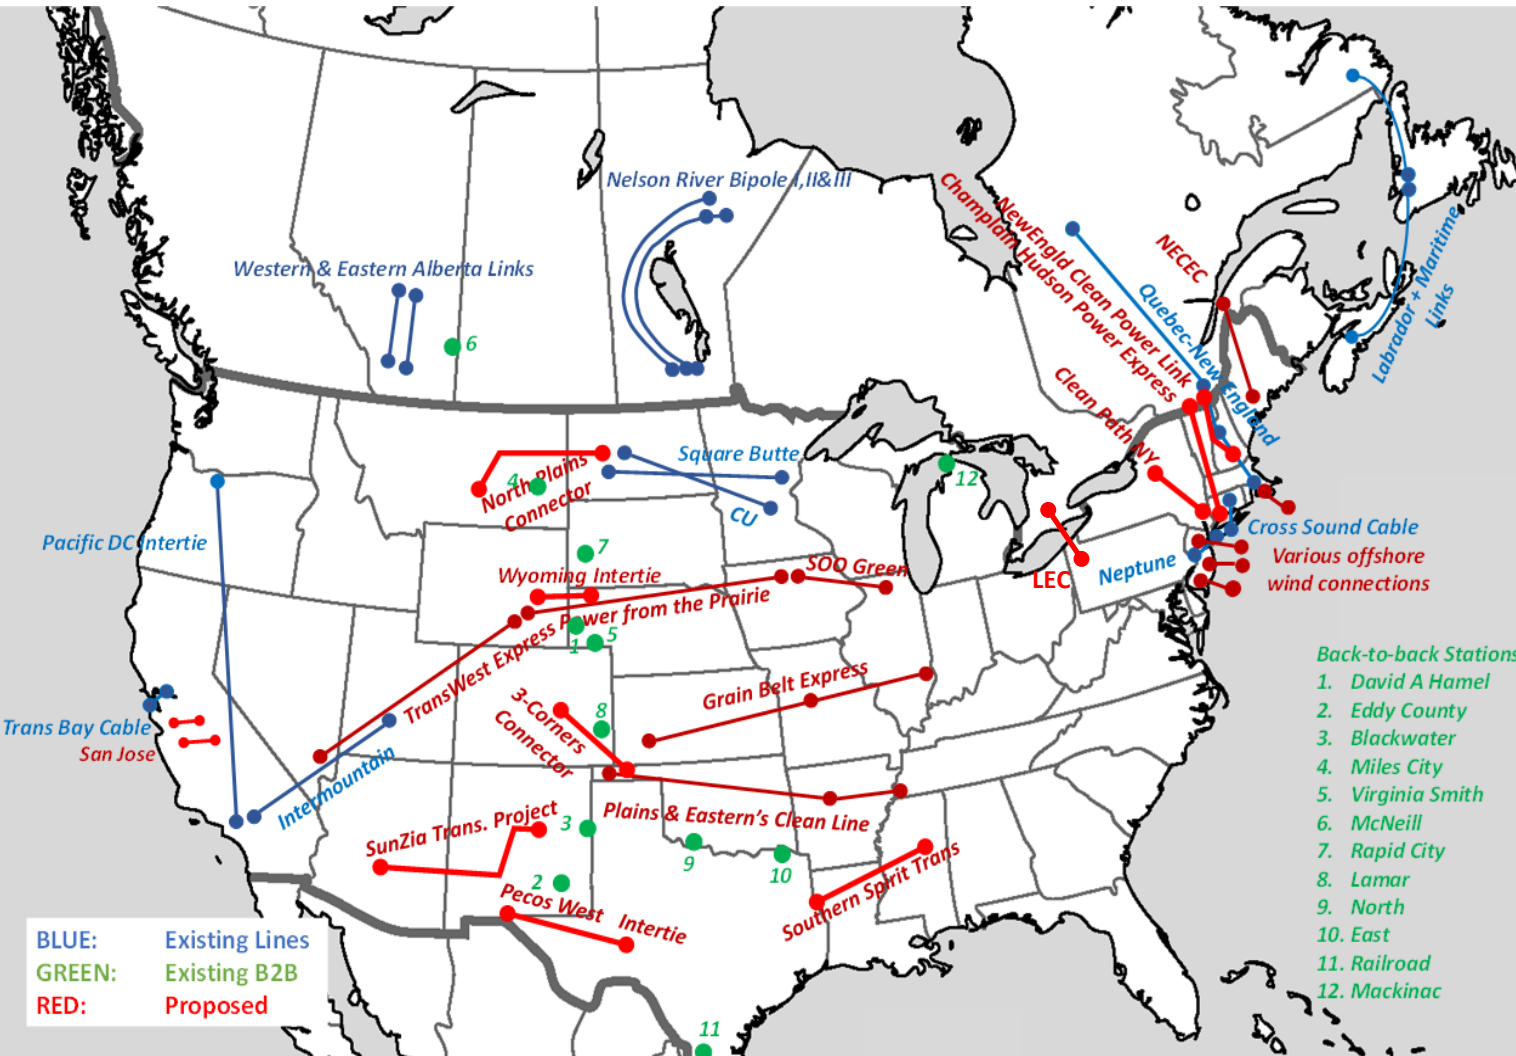 Nelson River Bipole I,II&III
Western & Eastern Alberta Links
6
NewEngld Clean Power Link
Champlain Hudson Power Express
NECEC
Quebec-New England
Labrador + Maritime
Links
Clean Path NY
Square Butte
CU
North Plains
Connector
4
12
Pacific DC Intertie
7
Wyoming Intertie
SOO Green
LEC
Neptune
Cross Sound Cable
Various offshore
wind connections
Power from the Prairie
TransWest Express
1
5
Grain Belt Express
3-Corners
Connector
8
Trans Bay Cable
San Jose
Intermountain
SunZia Trans. Project
3
Plains & Eastern's Clean Line
9
10
2
Pecos West Intertie
Southern Spirit Trans
11
Back-to-back Stations
1. David A Hamel
2. Eddy County
3. Blackwater
4. Miles City
5. Virginia Smith
6. McNeill
7. Rapid City
8. Lamar
9. North
10. East
11. Railroad
12. Mackinac
BLUE: Existing Lines
GREEN: Existing B2B
RED: Proposed